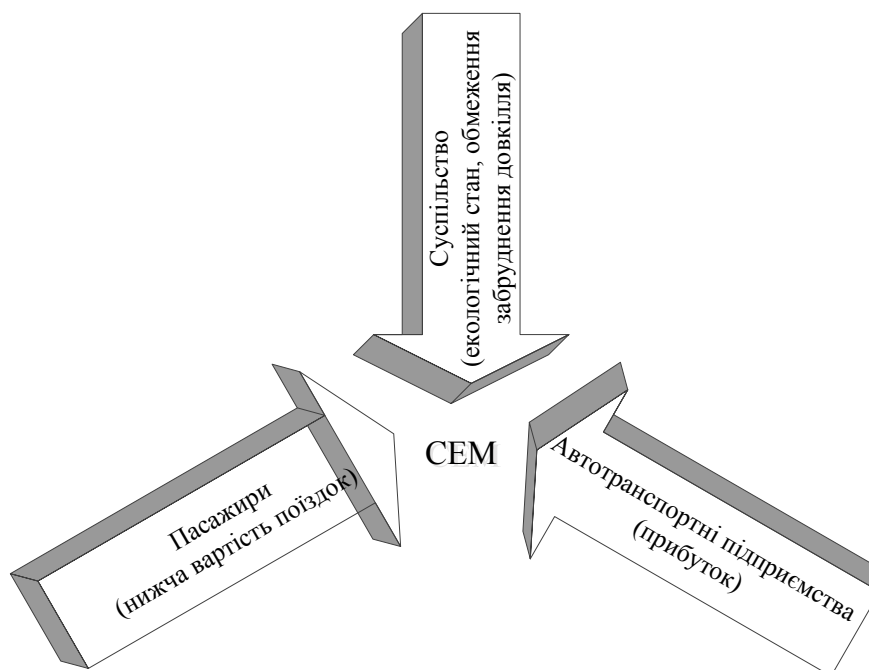 Суспільство
(екологічний стан, обмеження
забруднення довкілля
СЕМ
Пасажири
(нижча вартість поїздок)
Автотранспортні підприємства
(прибуток)